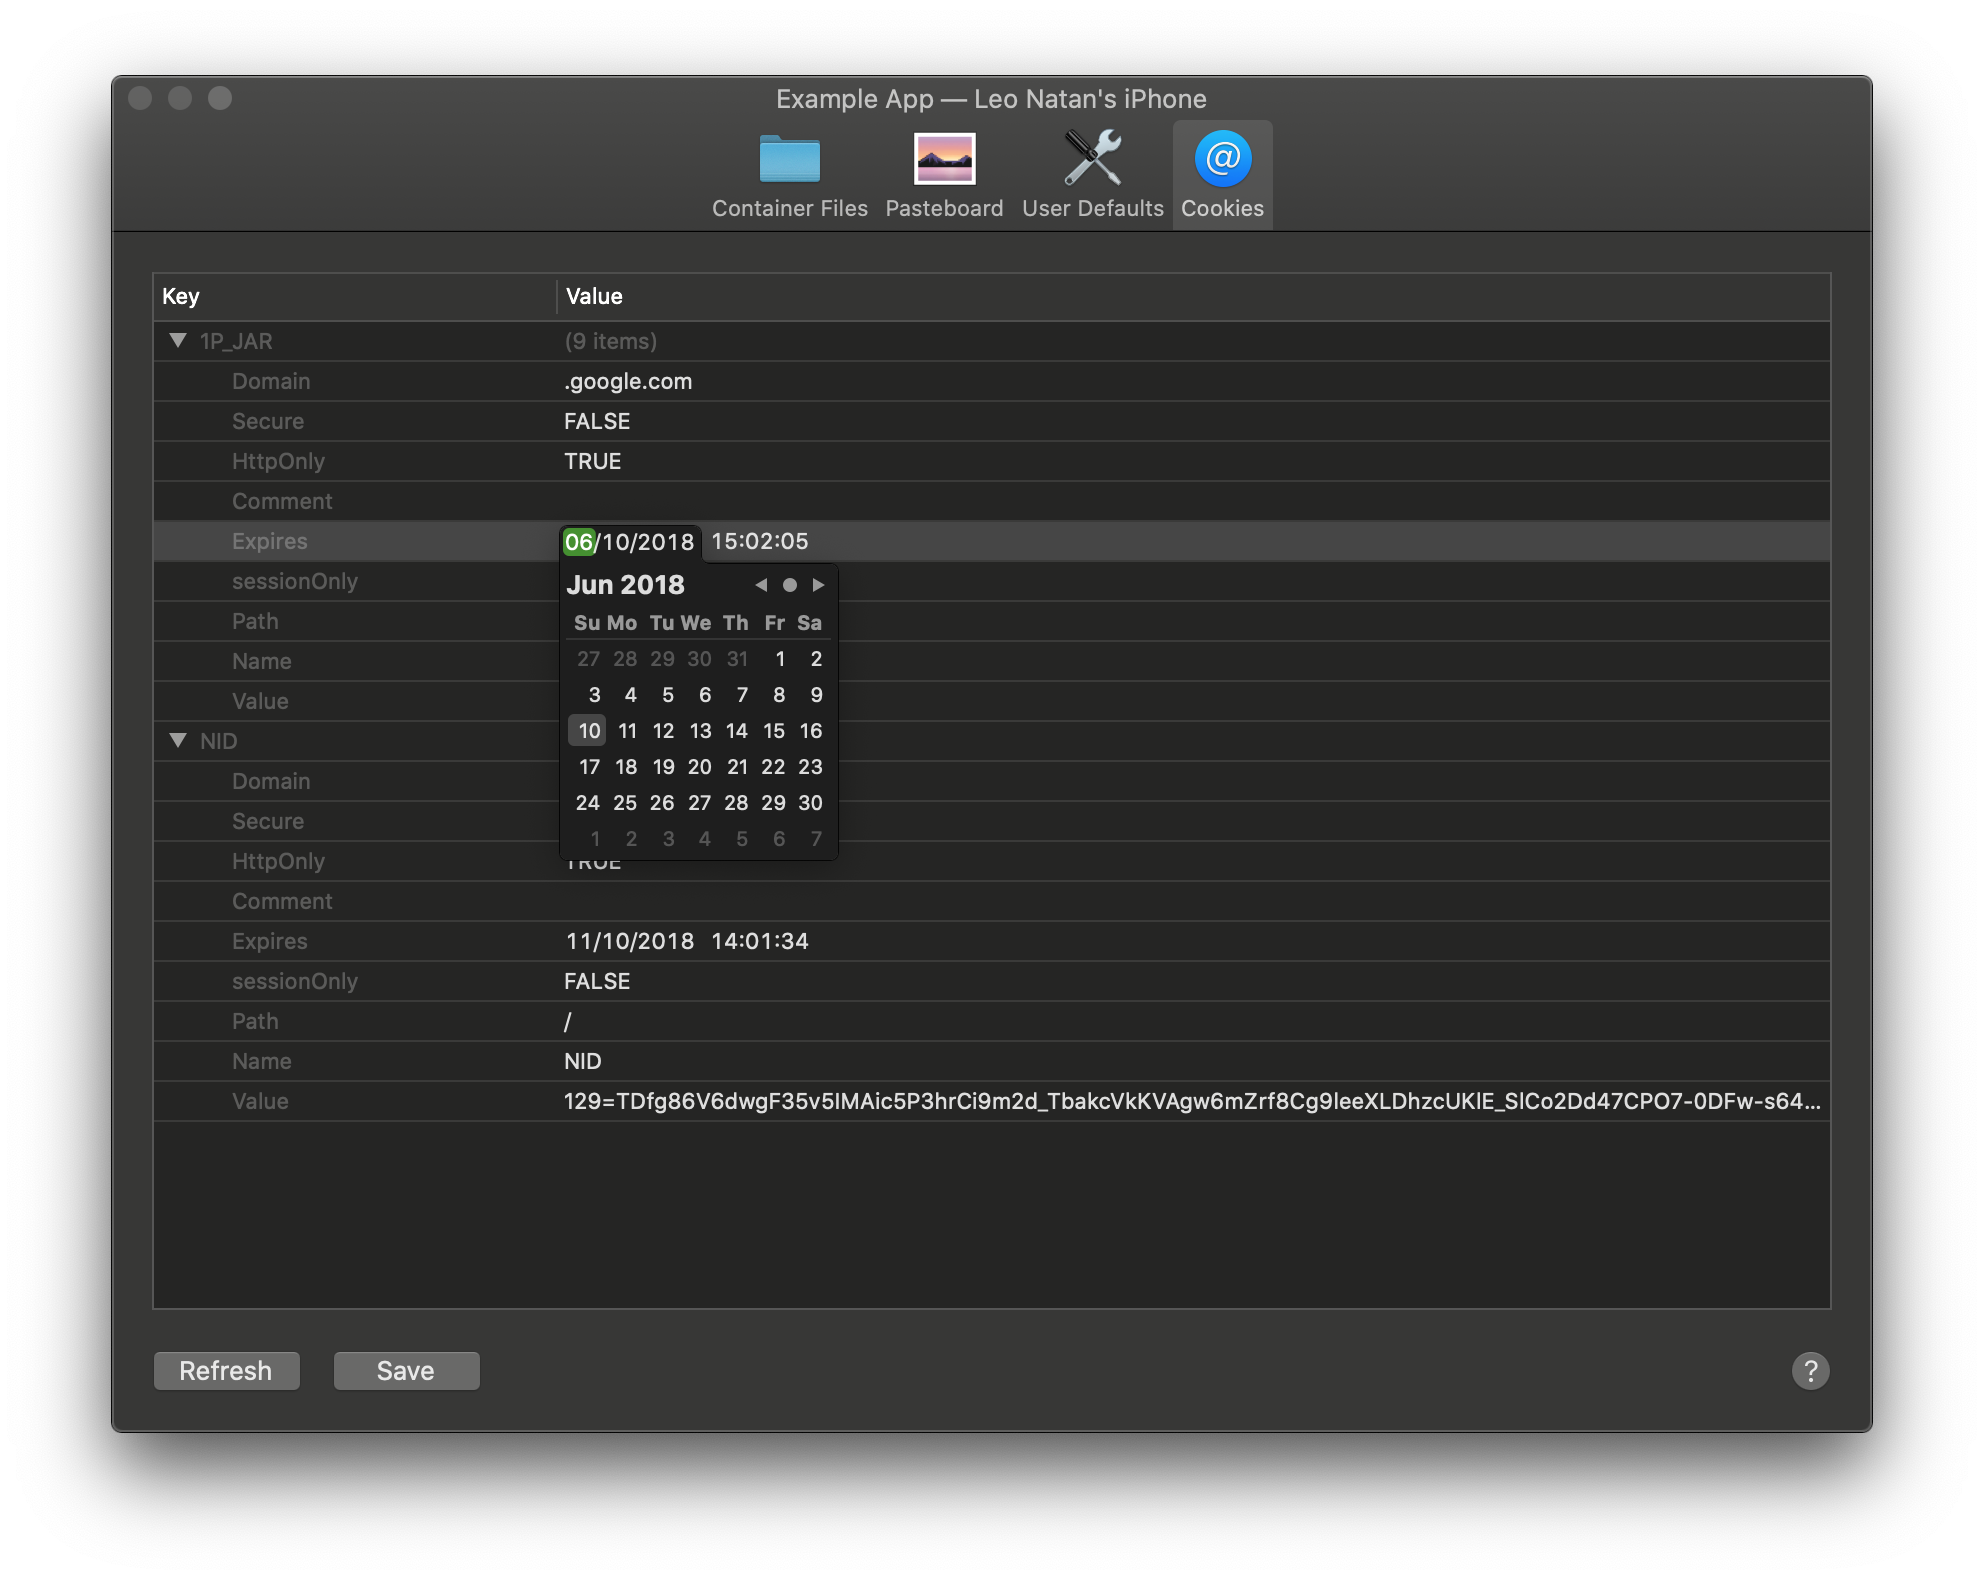 Example App — Leo Natan's iPhone
@
Container Files Pasteboard User Defaults Cookies
Key Value
1P_JAR (9 items)
Domain .google.com
Secure FALSE
HttpOnly TRUE
Comment
Expires 06/10/2018 15:02:05
sessionOnly
Path
Name
Value
Jun 2018
Su Mo Tu We Th Fr Sa
27 28 29 30 31 1 2
3 4 5 6 7 8 9
10 11 12 13 14 15 16
17 18 19 20 21 22 23
24 25 26 27 28 29 30
1 2 3 4 5 6 7
NID
Domain
Secure
HttpOnly TRUE
Comment
Expires 11/10/2018 14:01:34
sessionOnly FALSE
Path /
Name NID
Value 129=TDfg86V6dwgF35v5IMAic5P3hrCi9m2d_TbakcVkKVAgw6mZrf8Cg9leeXLDhzcUKlE_SlCo2Dd47CPO7-0DFw-s64...
Refresh Save ?